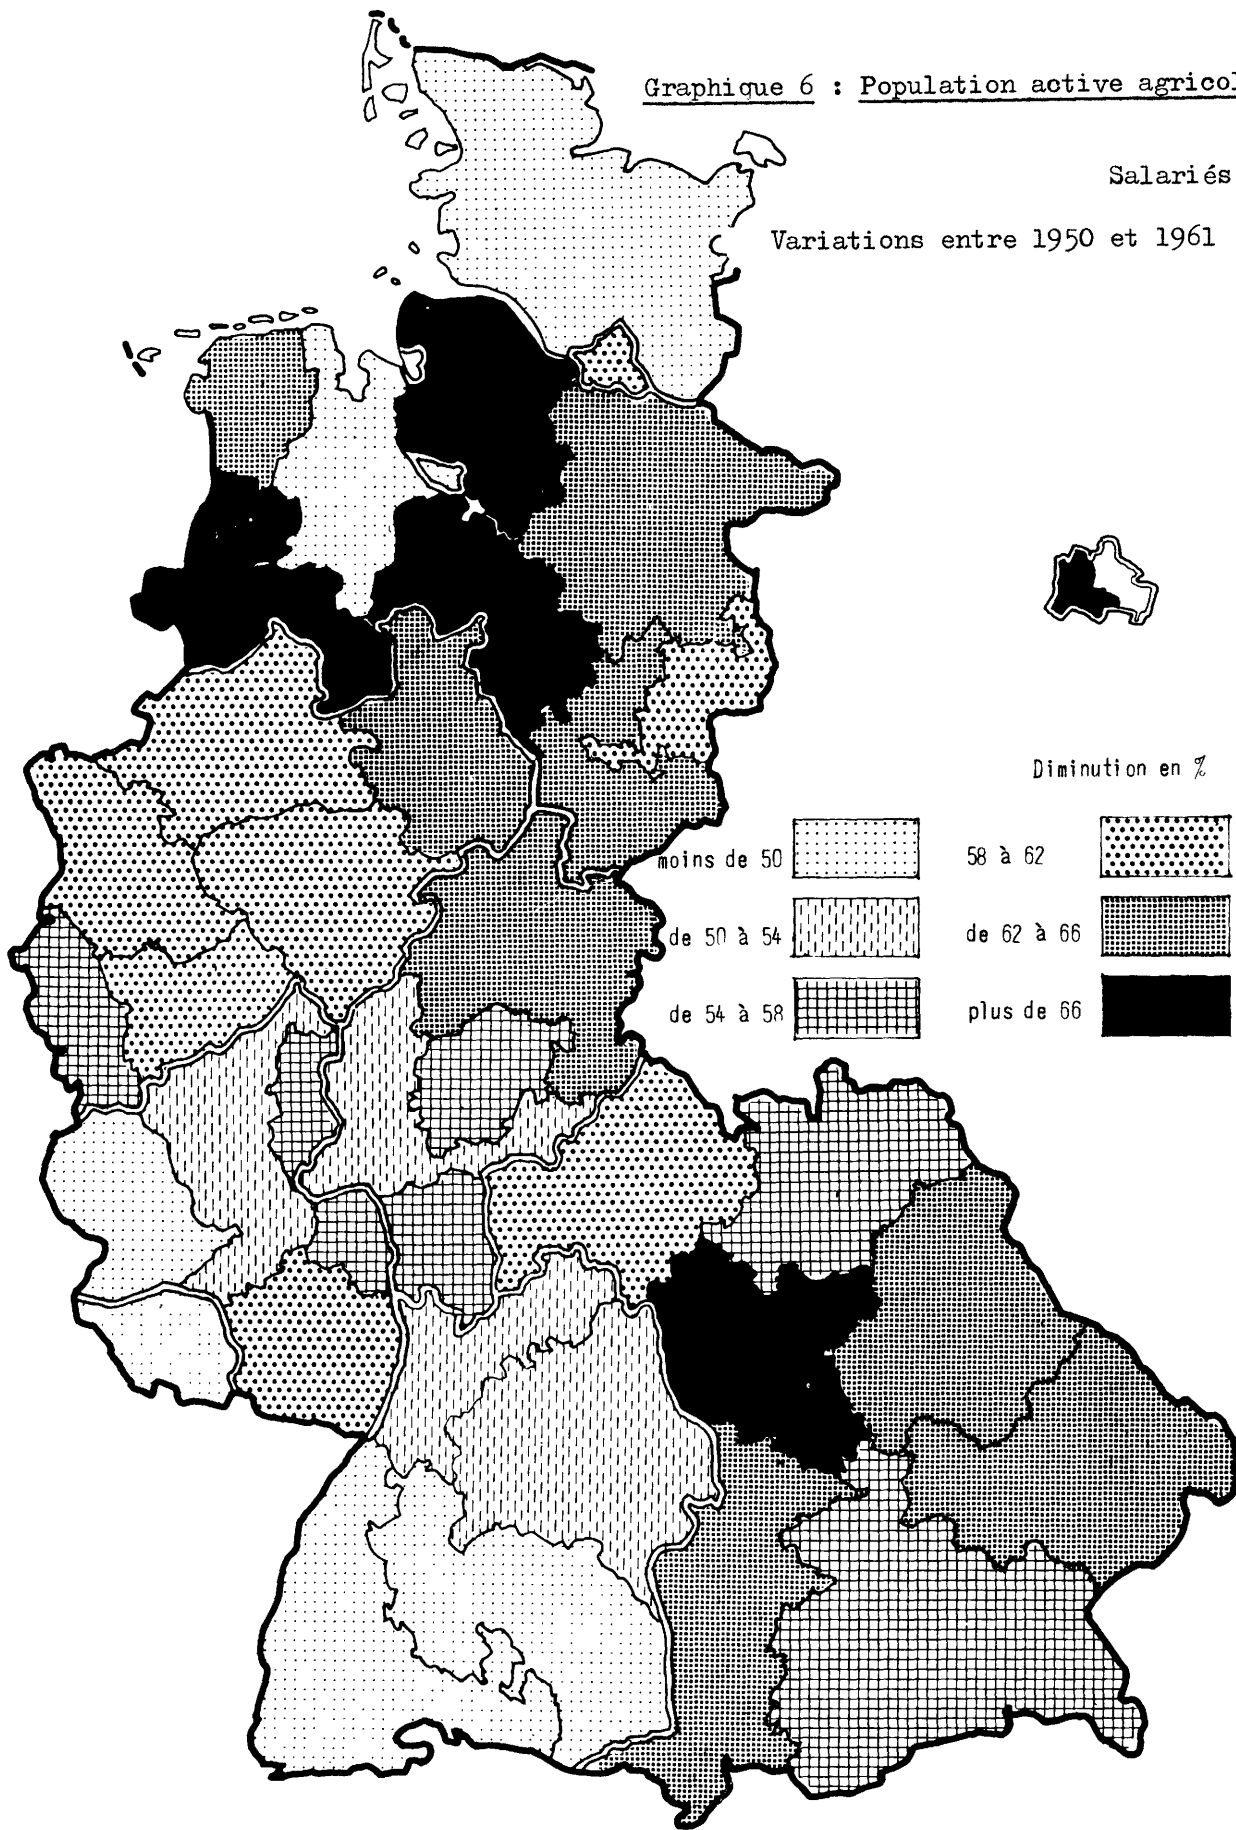 Graphique 6 : Population active agricol
Salariés
Variations entre 1950 et 1961
Diminution en %
moins de 50
58 à 62
de 50 à 54
de 62 à 66
de 54 à 58
plus de 66